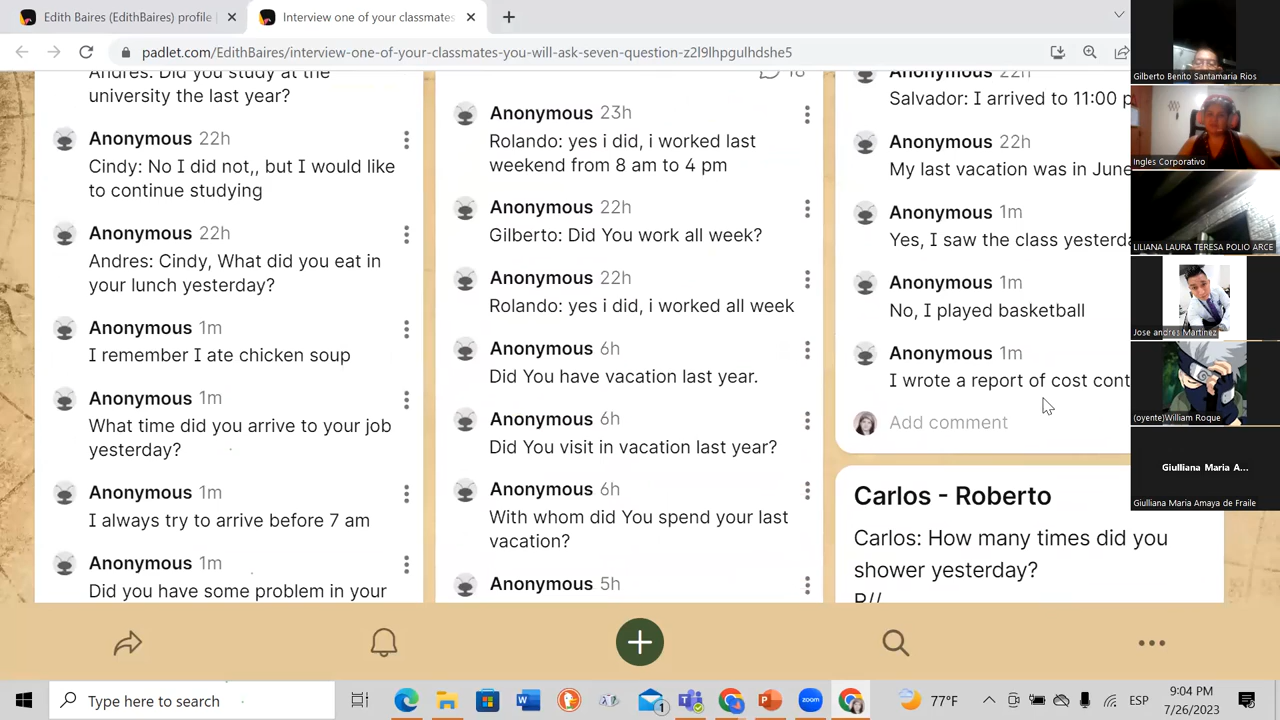 Edith Baires (EdithBaires) profile
Interview one of your classmates
padlet.com/EdithBaires/interview-one-of-your-classmates-you-will-ask-seven-question-z2l9lhpgulhdshe5
Andres: Did you study at the
university the last year?
Anonymous 22h
Cindy: No I did not,, but I would like
to continue studying
Anonymous 22h
Andres: Cindy, What did you eat in
your lunch yesterday?
Anonymous 1m
I remember I ate chicken soup
Anonymous 1m
What time did you arrive to your job
yesterday?
Anonymous 1m
I always try to arrive before 7 am
Anonymous 1m
Did you have some problem in your
18
Anonymous 23h
Rolando: yes i did, i worked last
weekend from 8 am to 4 pm
Anonymous 22h
Gilberto: Did You work all week?
Anonymous 22h
Rolando: yes i did, i worked all week
Anonymous 6h
Did You have vacation last year.
Anonymous 6h
Did You visit in vacation last year?
Anonymous 6h
With whom did You spend your last
vacation?
Anonymous 5h
Anonymous 22h
Salvador: I arrived to 11:00 p
Anonymous 22h
My last vacation was in June
Anonymous 1m
Yes, I saw the class yesterda
Anonymous 1m
No, I played basketball
Anonymous 1m
I wrote a report of cost cont
Add comment
Carlos - Roberto
Carlos: How many times did you
shower yesterday?
R//
Gilberto Benito Santamaria Rios
Ingles Corporativo
LILIANA LAURA TERESA POLIO ARCE
Jose andres Martinez
(oyente)William Roque
Giulliana Maria A...
Giulliana Maria Amaya de Fraile
Type here to search
1
zoom
77°F
ESP
9:04 PM
7/26/2023